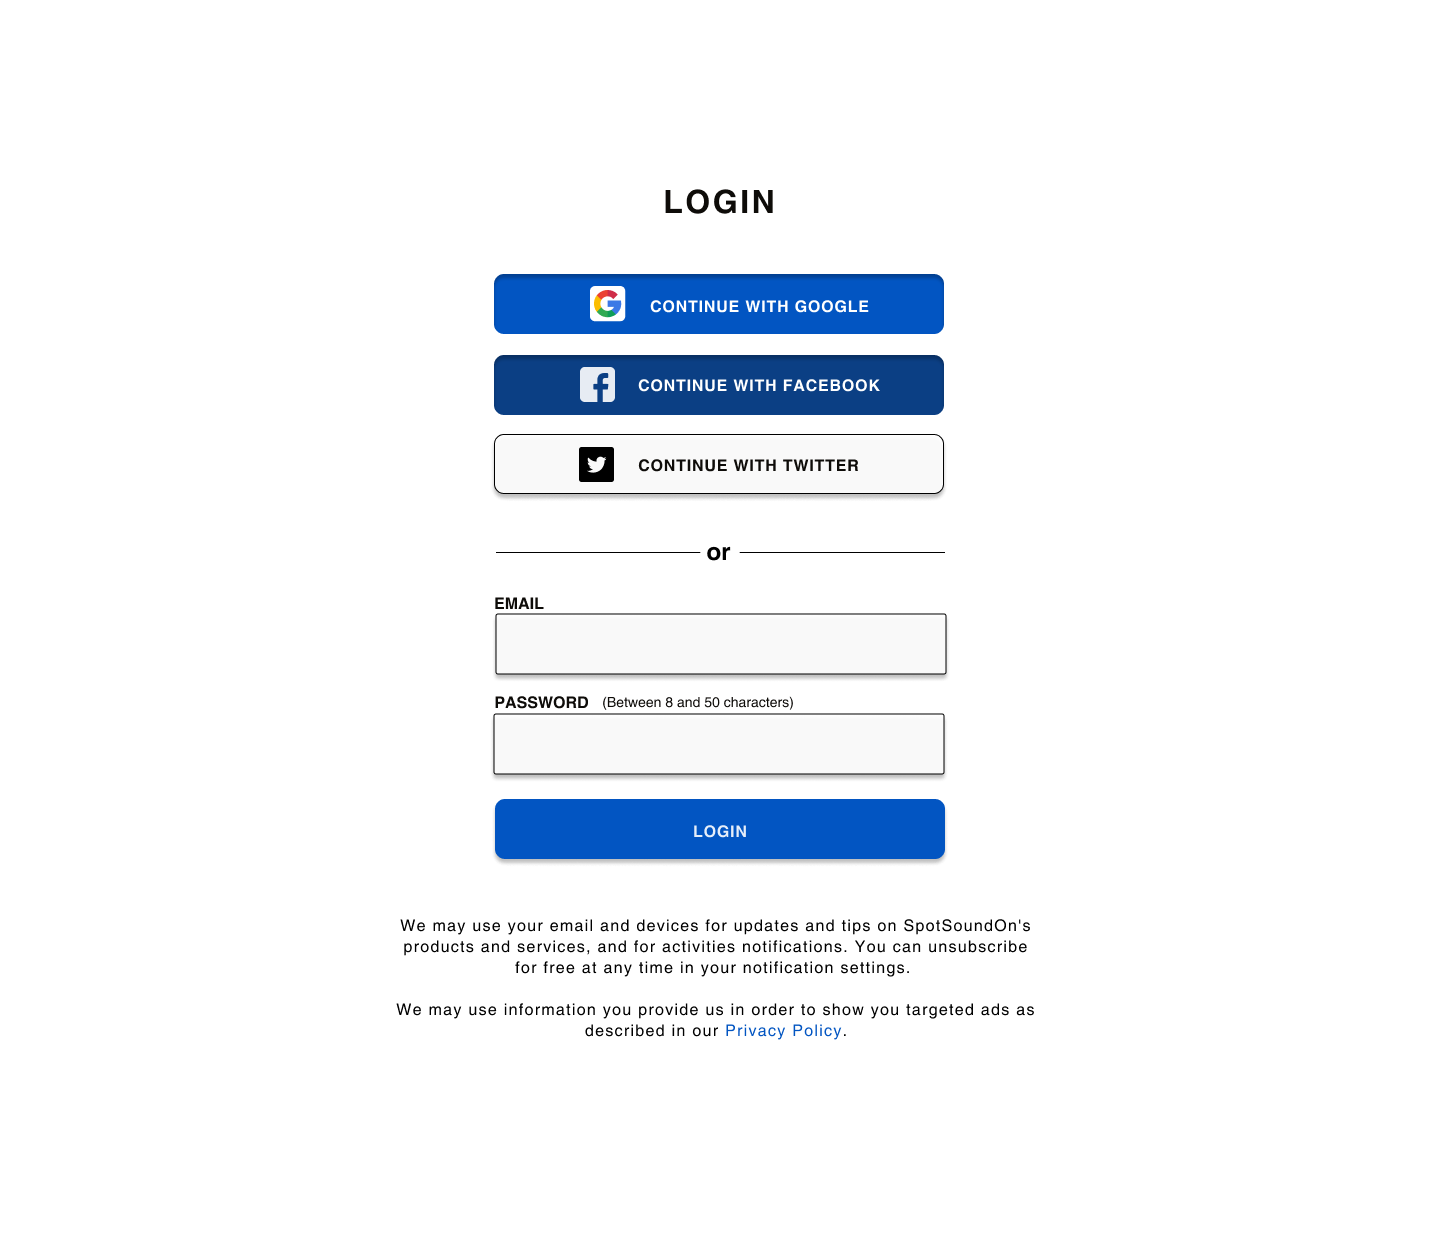 LOGIN
CONTINUE WITH GOOGLE
CONTINUE WITH FACEBOOK
CONTINUE WITH TWITTER
or
EMAIL
PASSWORD (Between 8 and 50 characters)
LOGIN
We may use your email and devices for updates and tips on SpotSoundOn's
products and services, and for activities notifications. You can unsubscribe
for free at any time in your notification settings.
We may use information you provide us in order to show you targeted ads as
described in our Privacy Policy.